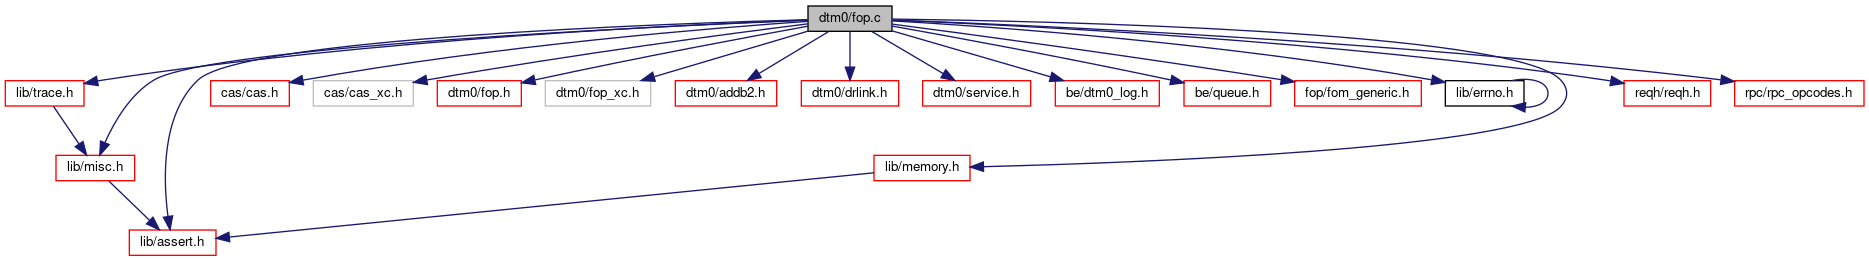 dtm0/fop.c
lib/trace.h
cas/cas.h
cas/cas_xc.h
dtm0/fop.h
dtm0/fop_xc.h
dtm0/addb2.h
dtm0/drlink.h
dtm0/service.h
be/dtm0_log.h
be/queue.h
fop/fom_generic.h
lib/errno.h
reqh/reqh.h
rpc/rpc_opcodes.h
lib/misc.h
lib/memory.h
lib/assert.h